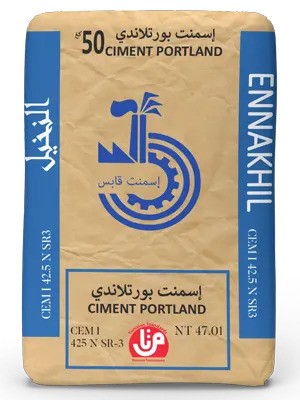 إسمنت بورتلاندي
50 كغ
CIMENT PORTLAND
النخيل
CEM I 42.5 N SR3
ENNAKHIL
CEM I 42.5 N SR3
إسمنت قابس
إسمنت بورتلاندي
CIMENT PORTLAND
CEM I
425 N SR-3
NT 47.01